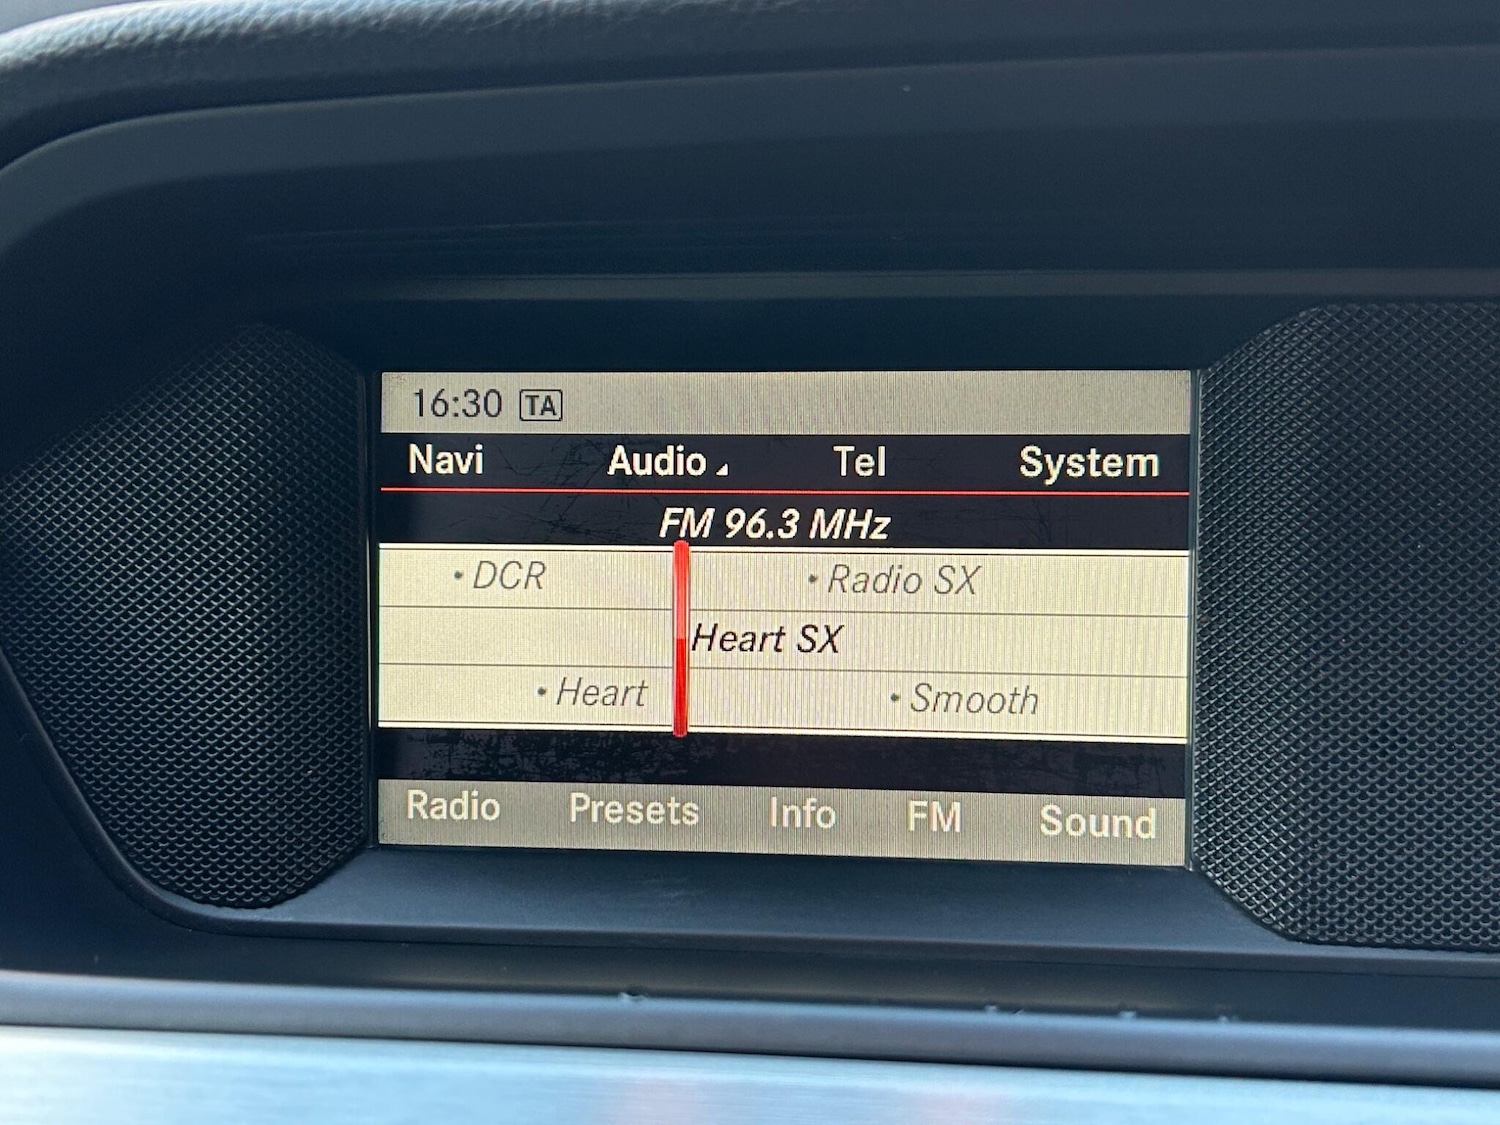 16:30 TA
Navi Audio Tel System
FM 96.3 MHz
• DCR • Radio SX
Heart SX
• Heart • Smooth
Radio Presets Info FM Sound